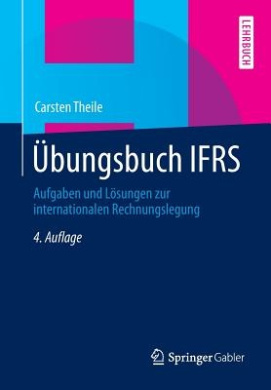 LEHRBUCH
Carsten Theile
Übungsbuch IFRS
Aufgaben und Lösungen zur
internationalen Rechnungslegung
4. Auflage
Springer Gabler